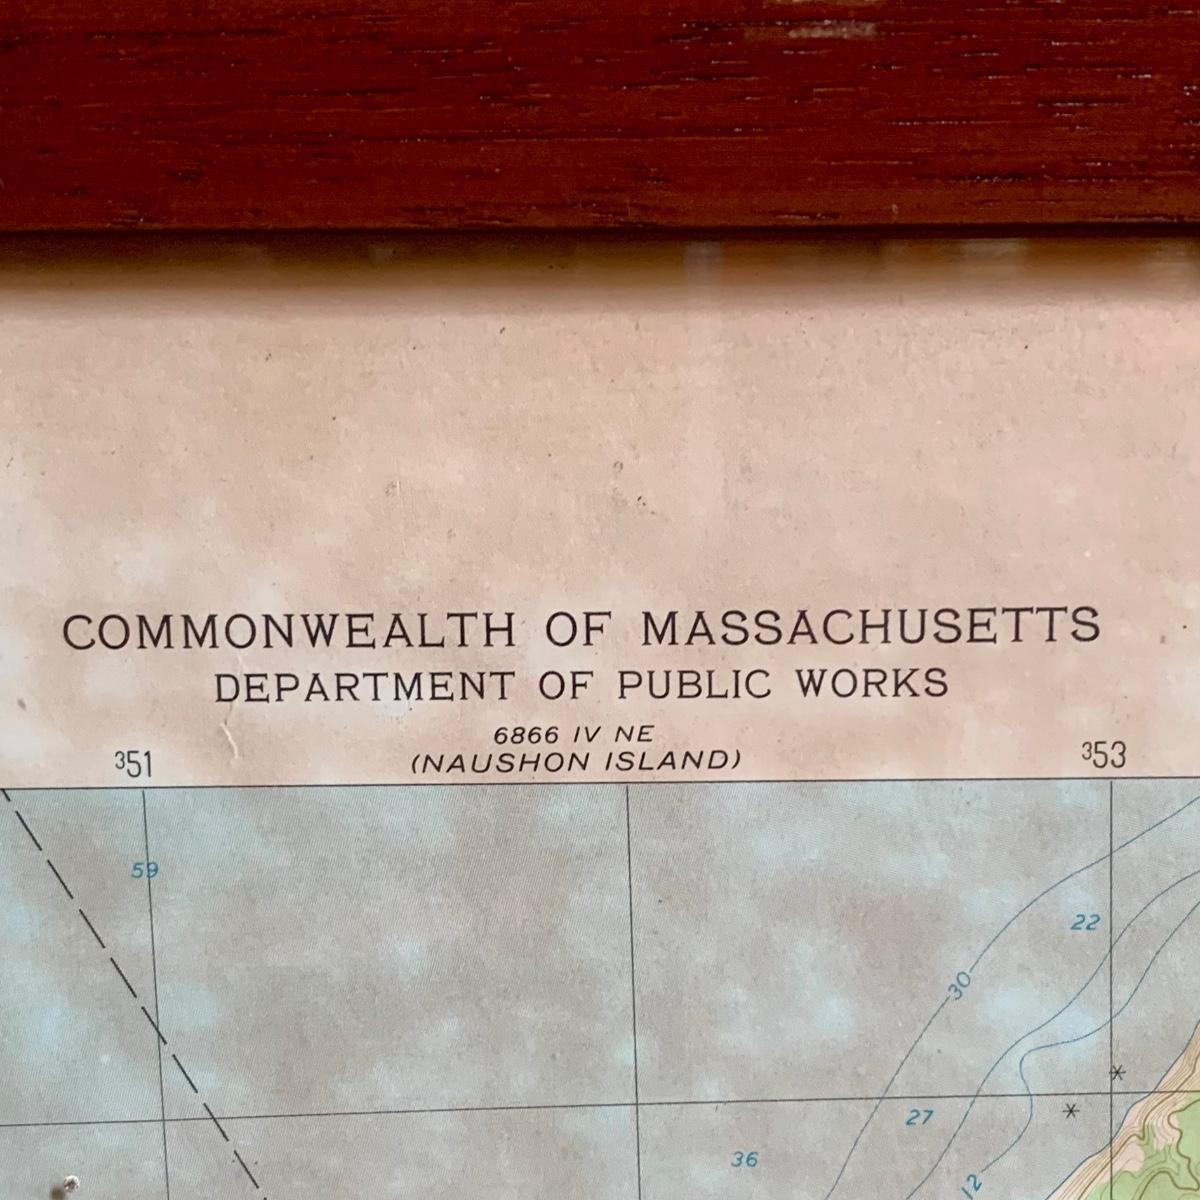 COMMONWEALTH OF MASSACHUSETTS
DEPARTMENT OF PUBLIC WORKS
6866 IV NE
(NAUSHON ISLAND)
351
353
59
22
30
27
36
12